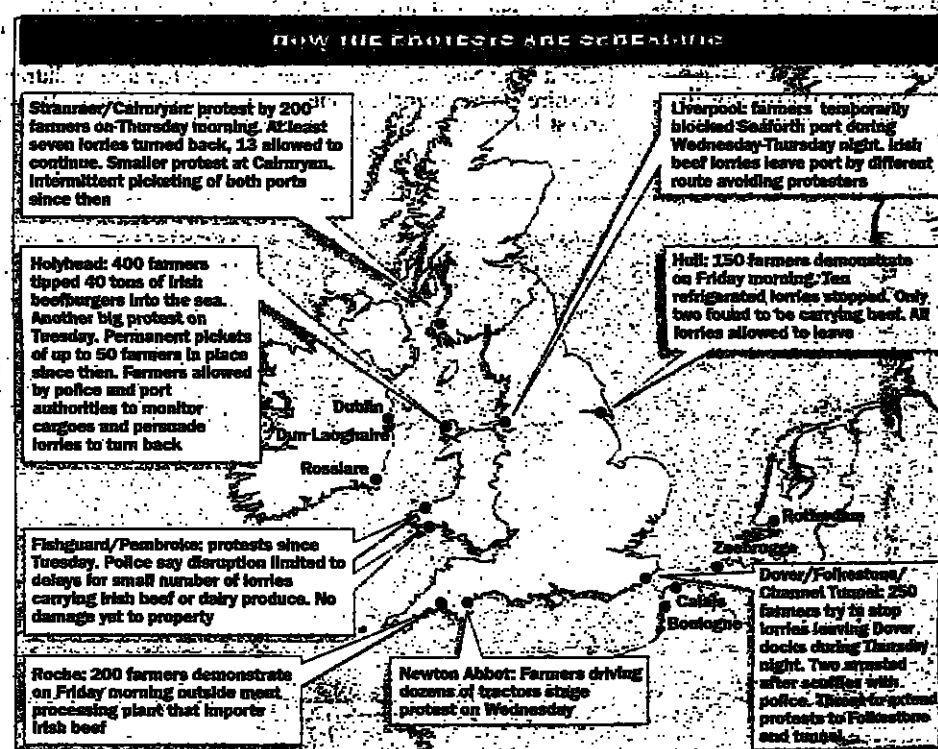 HOW THE PROTESTS ARE SPREADING
Stranraer/Cairnryan: protest by 200
farmers on Thursday morning. At least
seven lorries turned back, 13 allowed to
continue. Smaller protest at Cairnryan.
Intermittent picketing of both ports
since then
Liverpool: farmers temporarily
blocked Seaforth port during
Wednesday-Thursday night. Irish
beef lorries leave port by different
route avoiding protesters
Holyhead: 400 farmers
tipped 40 tons of Irish
beefburgers into the sea.
Another big protest on
Tuesday. Permanent pickets
of up to 50 farmers in place
since then. Farmers allowed
by police and port
authorities to monitor
cargoes and persuade
lorries to turn back
Hull: 150 farmers demonstrate
on Friday morning. Ten
refrigerated lorries stopped. Only
two found to be carrying beef. All
lorries allowed to leave
Dublin
Dun-Laoghaire
Rosslare
Fishguard/Pembroke: protests since
Tuesday. Police say disruption limited to
delays for small number of lorries
carrying Irish beef or dairy produce. No
damage yet to property
Rotterdam
Zeebrugge
Calais
Boulogne
Dover/Folkestone/
Channel Tunnel: 250
farmers try to stop
lorries leaving Dover
docks during Thursday
night. Two arrested
after scuffles with
police. Threat to extend
protests to Folkestone
and tunnel
Roche: 200 farmers demonstrate
on Friday morning outside meat
processing plant that imports
Irish beef
Newton Abbot: Farmers driving
dozens of tractors stage
protest on Wednesday